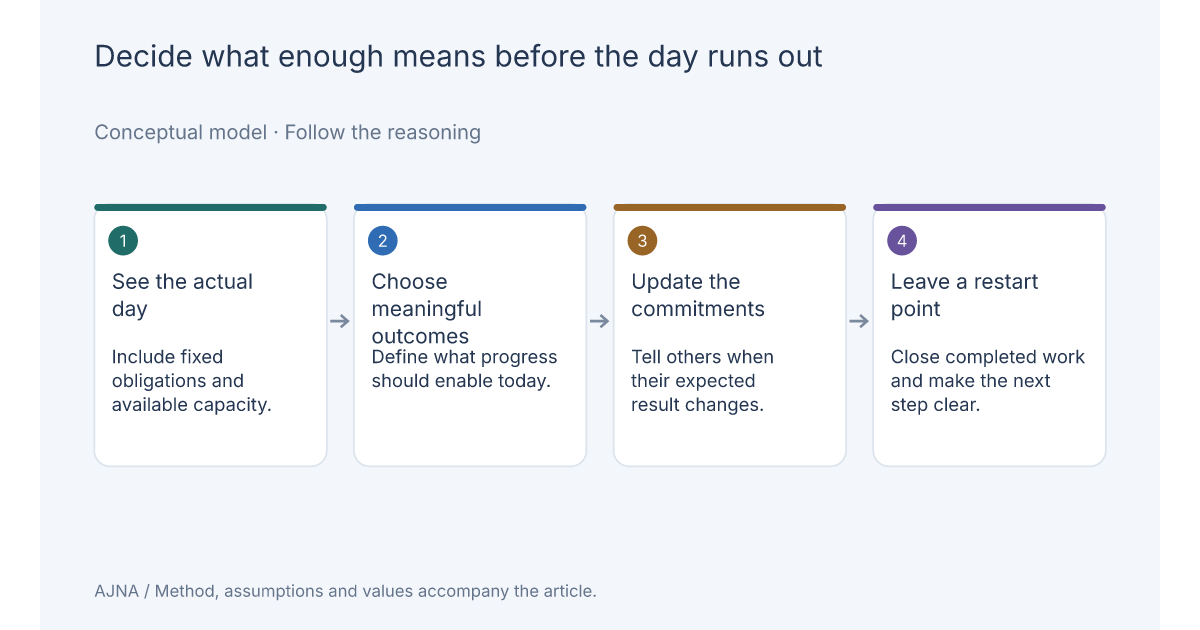 Decide what enough means before the day runs out
Conceptual model · Follow the reasoning
1
See the actual
day
Include fixed
obligations and
available capacity.
2
Choose
meaningful
outcomes
Define what progress
should enable today.
3
Update the
commitments
Tell others when
their expected
result changes.
4
Leave a restart
point
Close completed work
and make the next
step clear.
AJNA / Method, assumptions and values accompany the article.